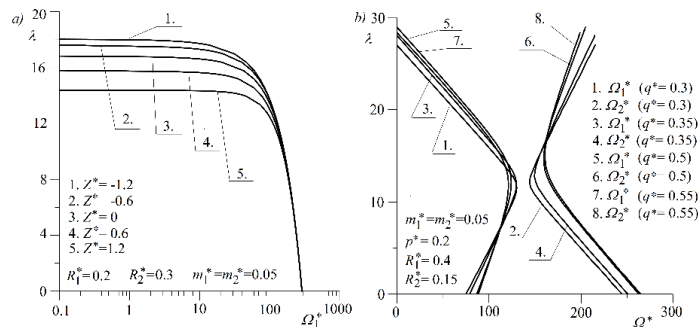 a)
λ
20
16
12
8
4
0
0.1
1
10
100
1000
Ω₁*
1.
2.
3.
4.
5.
1. Z*= -1.2
2. Z* -0.6
3. Z*= 0
4. Z*= 0.6
5. Z*=1.2
R₁*=0.2 R₂*=0.3 m₁*=m₂*=0.05
b)
λ
30
20
10
0
0
100
200
300
Ω*
5.
7.
3.
1.
8.
6.
2.
4.
1. Ω₁* (q*= 0.3)
2. Ω₂* (q*= 0.3)
3. Ω₁* (q*= 0.35)
4. Ω₂* (q*= 0.35)
5. Ω₁* (q*= 0.5)
6. Ω₂* (q*= 0.5)
7. Ω₁* (q*= 0.55)
8. Ω₂* (q*= 0.55)
m₁*=m₂*=0.05
p*= 0.2
R₁*= 0.4
R₂*= 0.15